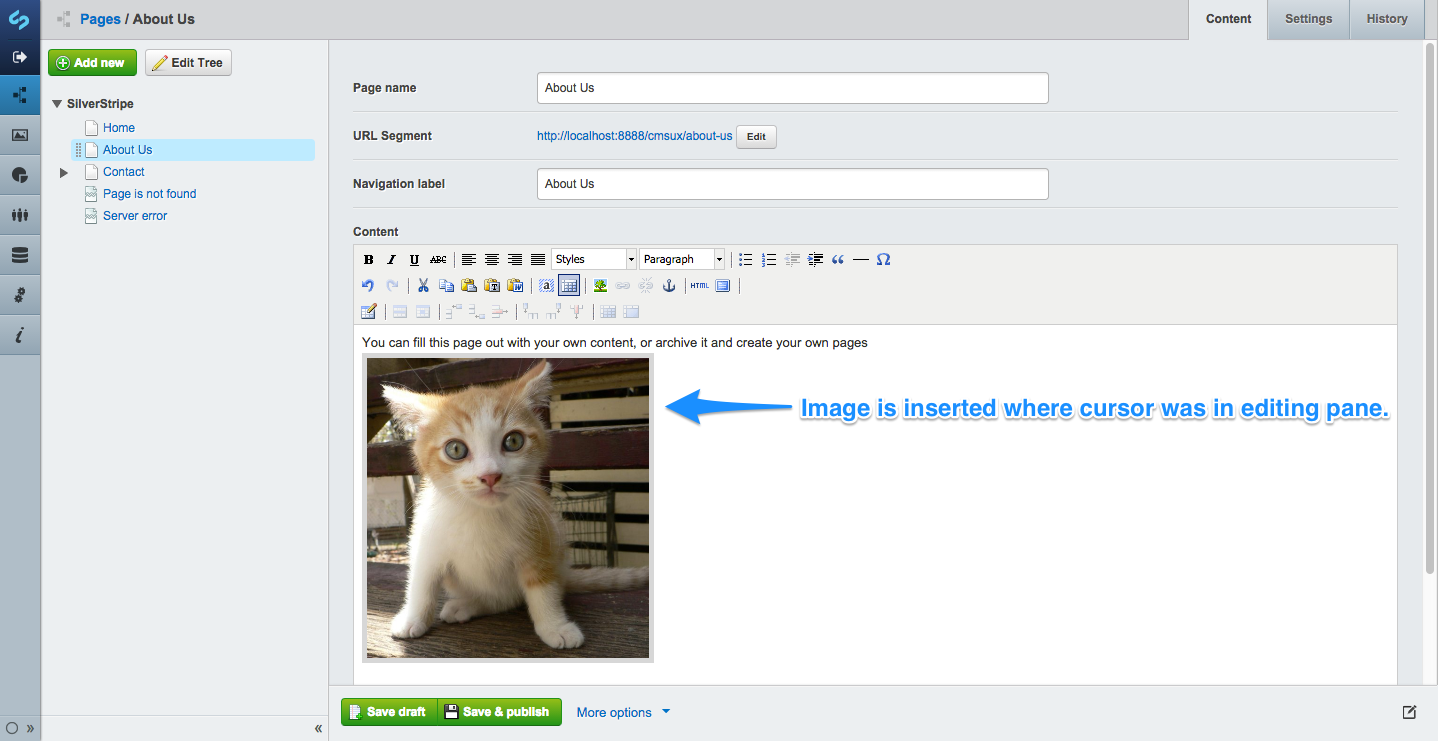 Pages / About Us
Content
Settings
History
Add new
Edit Tree
SilverStripe
Home
About Us
Contact
Page is not found
Server error
Page name
About Us
URL Segment
http://localhost:8888/cmsux/about-us
Edit
Navigation label
About Us
Content
B I U ABC Styles Paragraph
HTML
You can fill this page out with your own content, or archive it and create your own pages
Image is inserted where cursor was in editing pane.
Save draft
Save & publish
More options